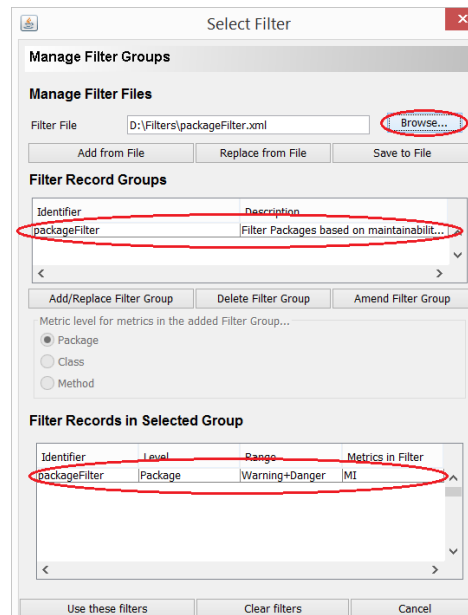 Select Filter
Manage Filter Groups
Manage Filter Files
Filter File D:\Filters\packageFilter.xml Browse...
Add from File Replace from File Save to File
Filter Record Groups
Identifier Description
packageFilter Filter Packages based on maintainabilit...
Add/Replace Filter Group Delete Filter Group Amend Filter Group
Metric level for metrics in the added Filter Group...
Package
Class
Method
Filter Records in Selected Group
Identifier Level Range Metrics in Filter
packageFilter Package Warning+Danger MI
Use these filters Clear filters Cancel